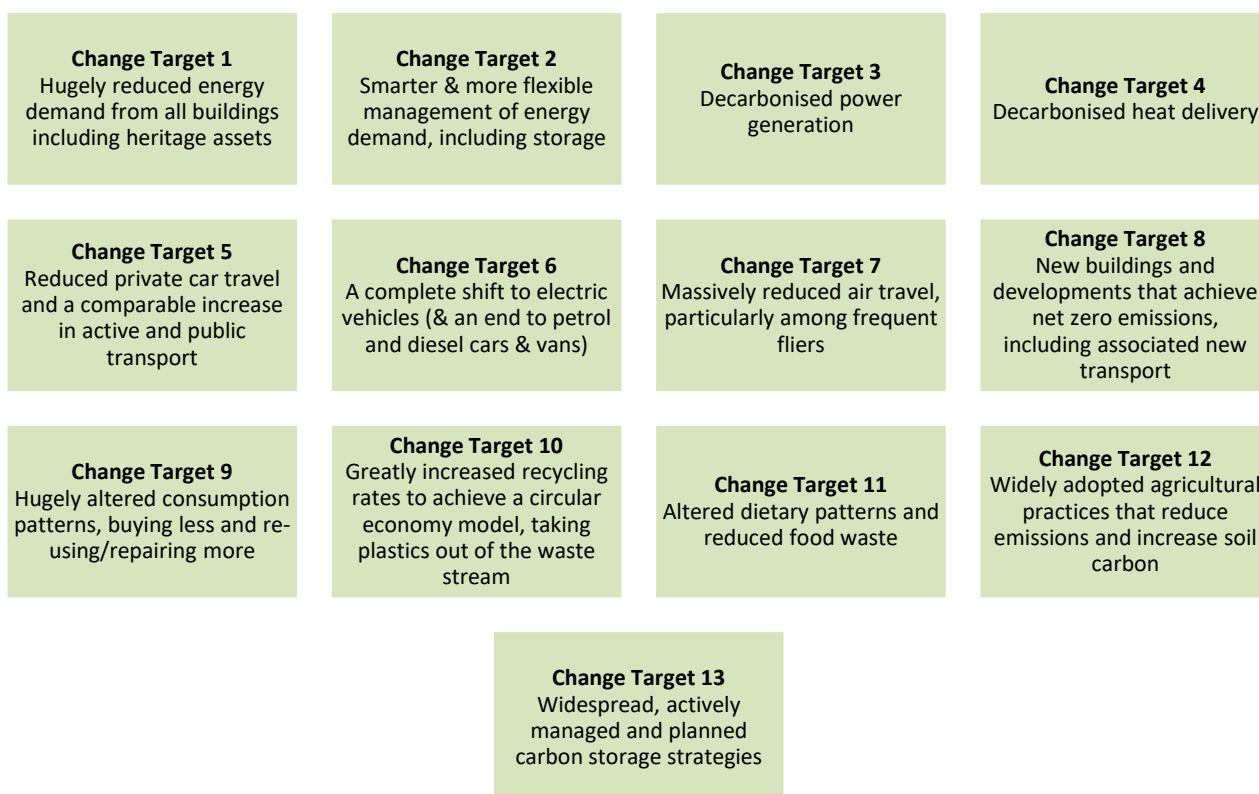 Change Target 1
Hugely reduced energy
demand from all buildings
including heritage assets
Change Target 2
Smarter & more flexible
management of energy
demand, including storage
Change Target 3
Decarbonised power
generation
Change Target 4
Decarbonised heat delivery
Change Target 5
Reduced private car travel
and a comparable increase
in active and public
transport
Change Target 6
A complete shift to electric
vehicles (& an end to petrol
and diesel cars & vans)
Change Target 7
Massively reduced air travel,
particularly among frequent
fliers
Change Target 8
New buildings and
developments that achieve
net zero emissions,
including associated new
transport
Change Target 9
Hugely altered consumption
patterns, buying less and re-
using/repairing more
Change Target 10
Greatly increased recycling
rates to achieve a circular
economy model, taking
plastics out of the waste
stream
Change Target 11
Altered dietary patterns and
reduced food waste
Change Target 12
Widely adopted agricultural
practices that reduce
emissions and increase soil
carbon
Change Target 13
Widespread, actively
managed and planned
carbon storage strategies